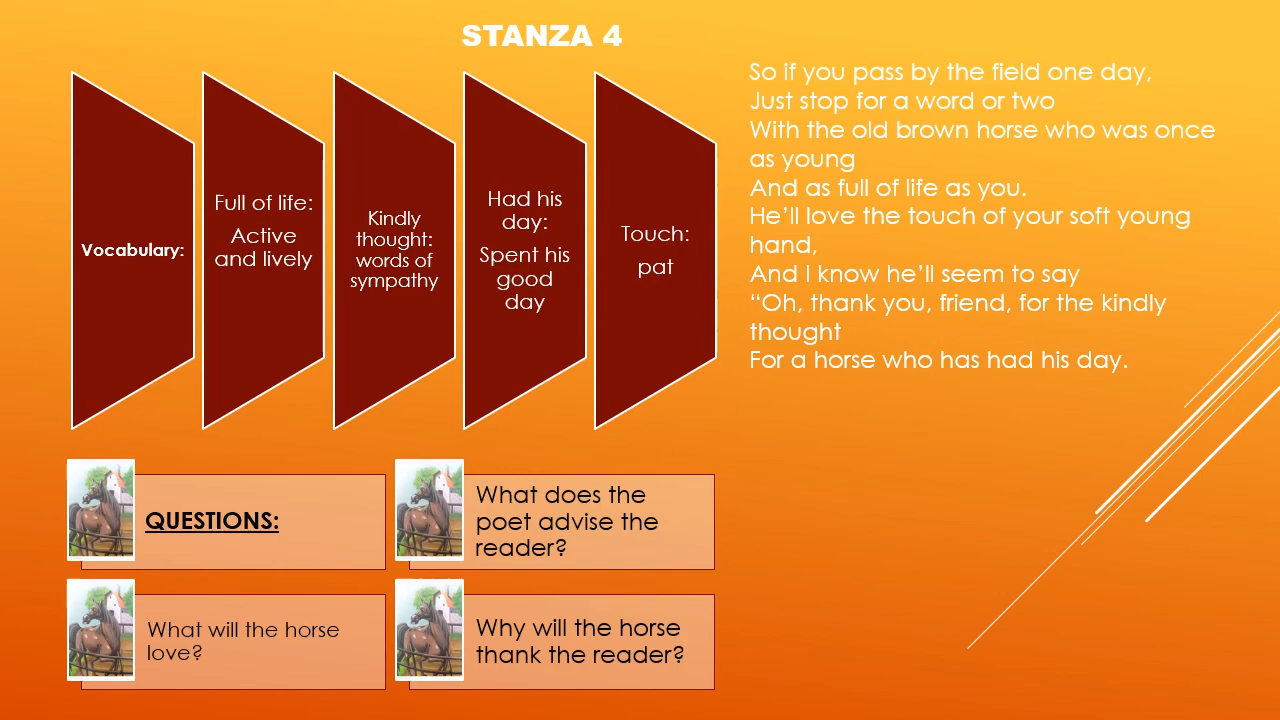 STANZA 4
Vocabulary:
Full of life:
Active
and lively
Kindly
thought:
words of
sympathy
Had his
day:
Spent his
good
day
Touch:
pat
So if you pass by the field one day,
Just stop for a word or two
With the old brown horse who was once
as young
And as full of life as you.
He’ll love the touch of your soft young
hand,
And I know he’ll seem to say
“Oh, thank you, friend, for the kindly
thought
For a horse who has had his day.
QUESTIONS:
What does the
poet advise the
reader?
What will the horse
love?
Why will the horse
thank the reader?